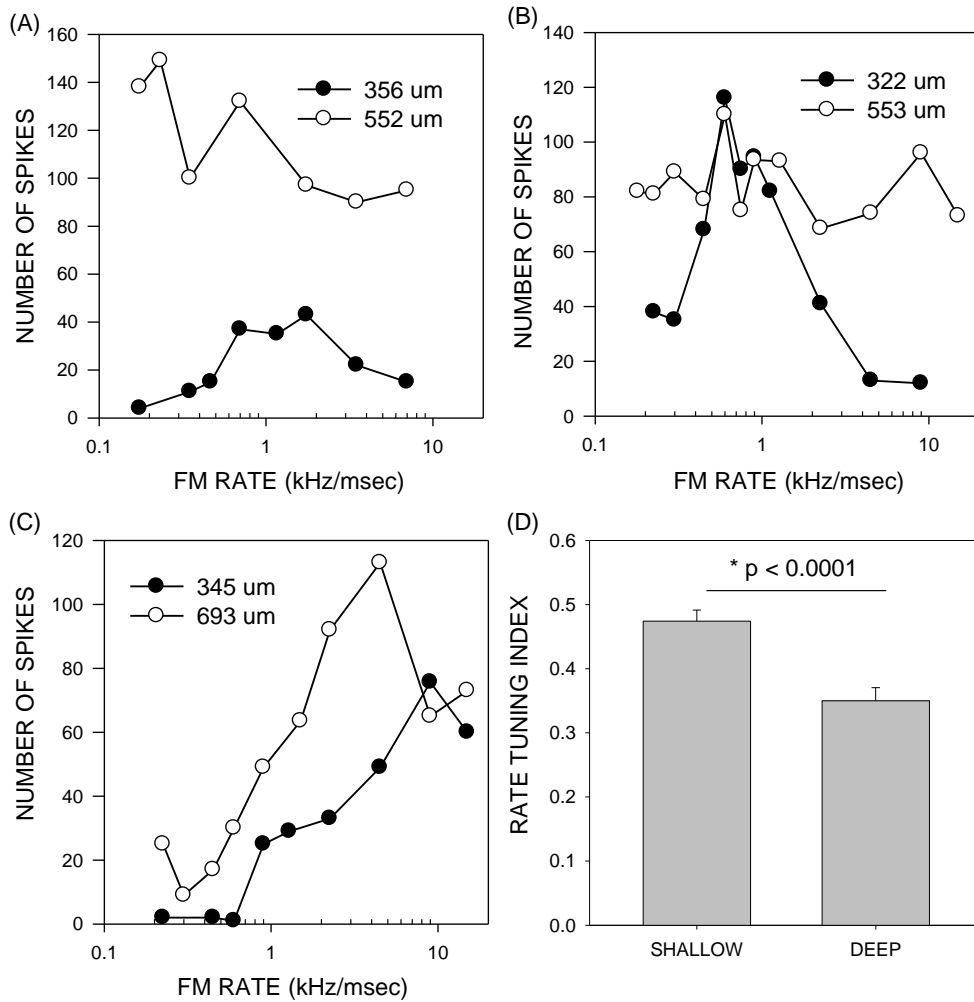 (A)
NUMBER OF SPIKES
160
140
120
100
80
60
40
20
0
356 um
552 um
0.1
1
10
FM RATE (kHz/msec)
(B)
NUMBER OF SPIKES
140
120
100
80
60
40
20
0
322 um
553 um
0.1
1
10
FM RATE (kHz/msec)
(C)
NUMBER OF SPIKES
120
100
80
60
40
20
0
345 um
693 um
0.1
1
10
FM RATE (kHz/msec)
(D)
RATE TUNING INDEX
0.6
0.5
0.4
0.3
0.2
0.1
0.0
* p < 0.0001
SHALLOW
DEEP